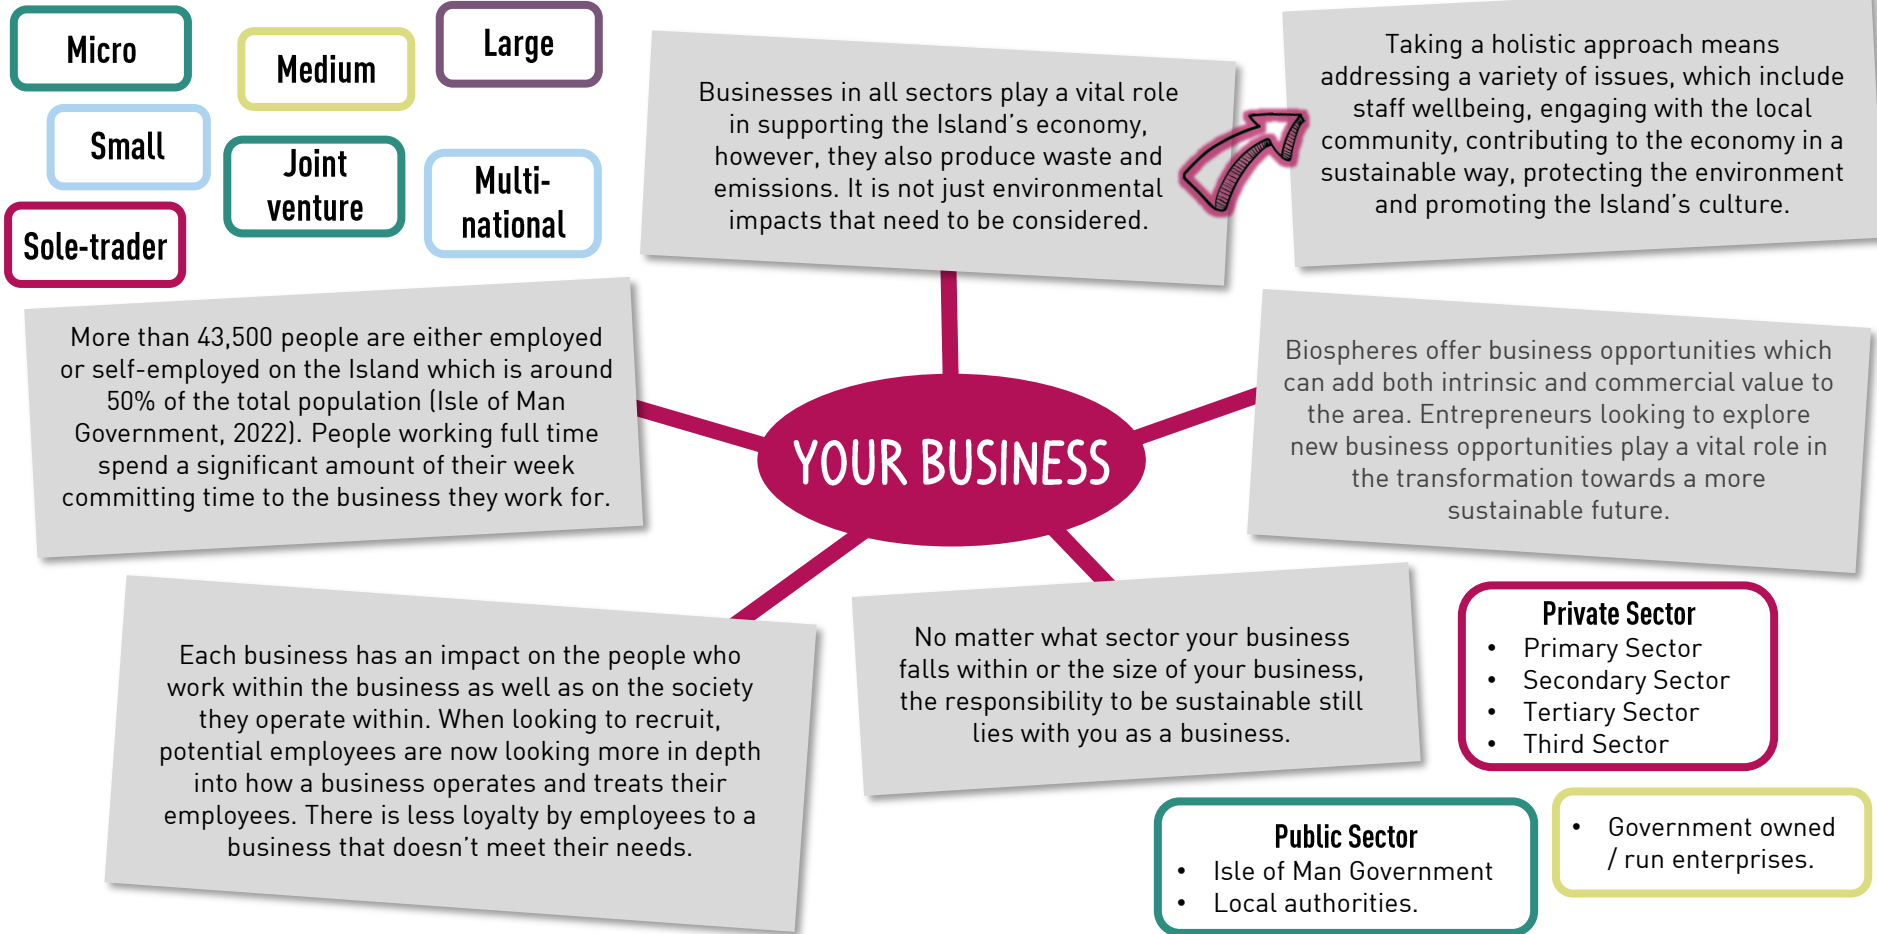 Micro
Medium
Large
Small
Joint
venture
Multi-
national
Sole-trader
Businesses in all sectors play a vital role
in supporting the Island's economy,
however, they also produce waste and
emissions. It is not just environmental
impacts that need to be considered.
Taking a holistic approach means
addressing a variety of issues, which include
staff wellbeing, engaging with the local
community, contributing to the economy in a
sustainable way, protecting the environment
and promoting the Island's culture.
More than 43,500 people are either employed
or self-employed on the Island which is around
50% of the total population (Isle of Man
Government, 2022). People working full time
spend a significant amount of their week
committing time to the business they work for.
YOUR BUSINESS
Biospheres offer business opportunities which
can add both intrinsic and commercial value to
the area. Entrepreneurs looking to explore
new business opportunities play a vital role in
the transformation towards a more
sustainable future.
Each business has an impact on the people who
work within the business as well as on the society
they operate within. When looking to recruit,
potential employees are now looking more in depth
into how a business operates and treats their
employees. There is less loyalty by employees to a
business that doesn't meet their needs.
No matter what sector your business
falls within or the size of your business,
the responsibility to be sustainable still
lies with you as a business.
Private Sector
• Primary Sector
• Secondary Sector
• Tertiary Sector
• Third Sector
Public Sector
• Isle of Man Government
• Local authorities.
• Government owned
/ run enterprises.